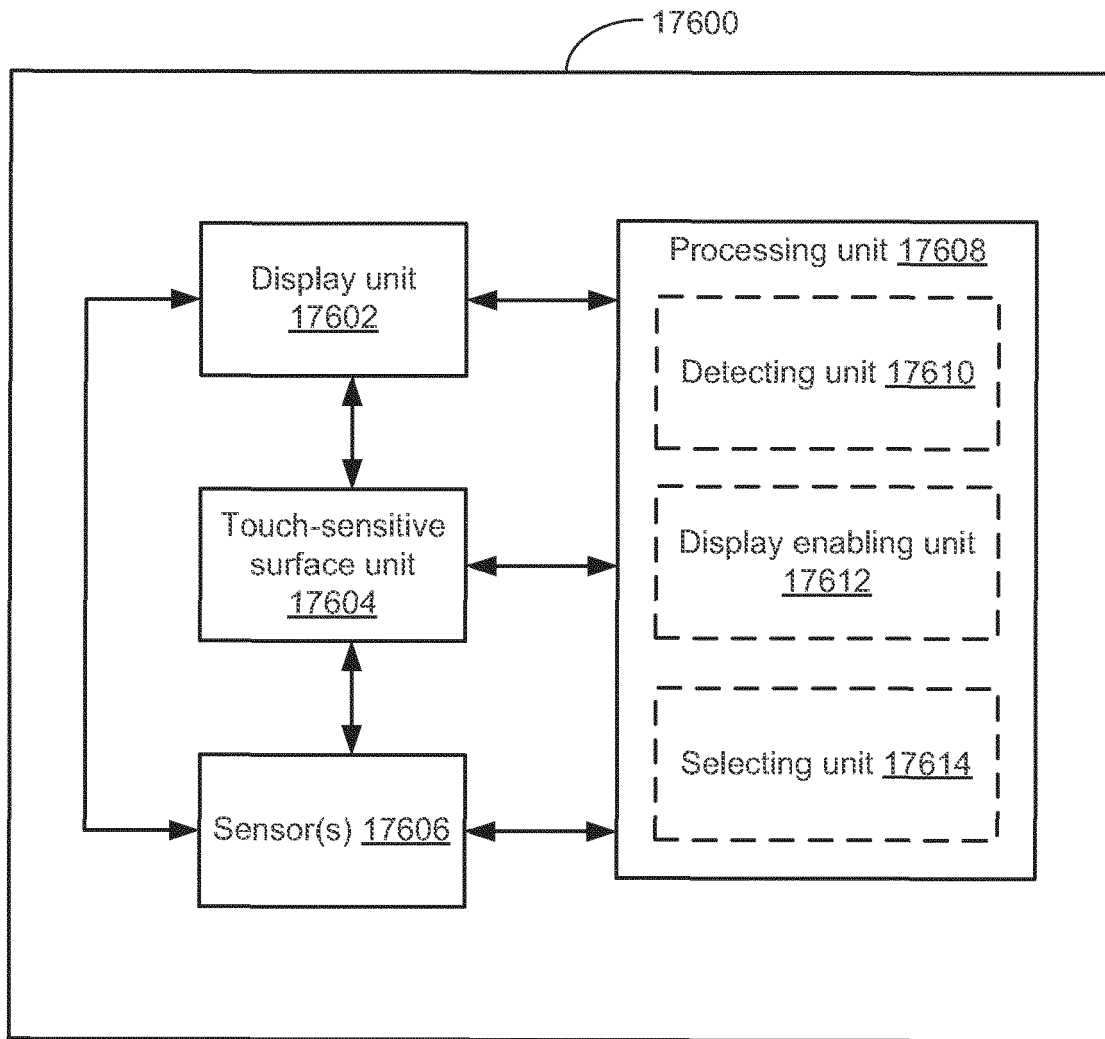 17600
Display unit
17602
Touch-sensitive
surface unit
17604
Sensor(s) 17606
Processing unit 17608
Detecting unit 17610
Display enabling unit
17612
Selecting unit 17614